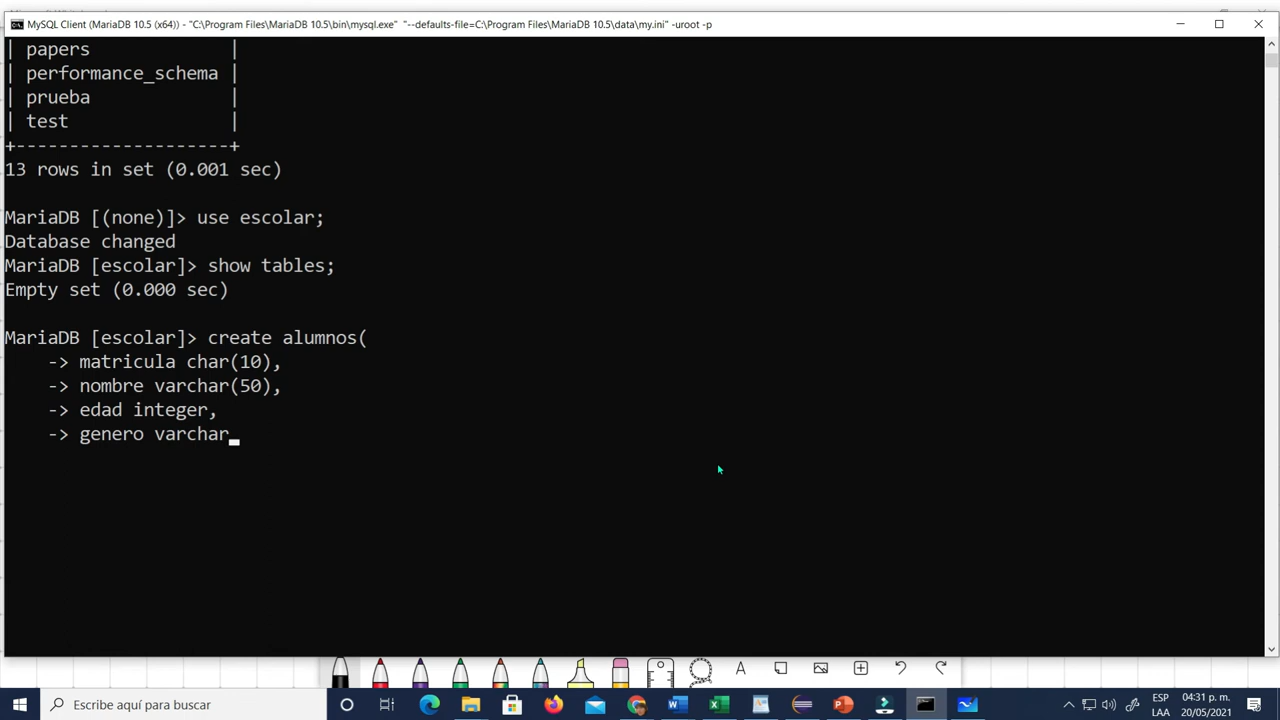 MySQL Client (MariaDB 10.5 (x64)) - "C:\Program Files\MariaDB 10.5\bin\mysql.exe" "--defaults-file=C:\Program Files\MariaDB 10.5\data\my.ini" -uroot -p
| papers |
| performance_schema |
| prueba |
| test |
+--------------------+
13 rows in set (0.001 sec)
MariaDB [(none)]> use escolar;
Database changed
MariaDB [escolar]> show tables;
Empty set (0.000 sec)
MariaDB [escolar]> create alumnos(
-> matricula char(10),
-> nombre varchar(50),
-> edad integer,
-> genero varchar_
Escribe aquí para buscar
ESP
LAA
04:31 p. m.
20/05/2021